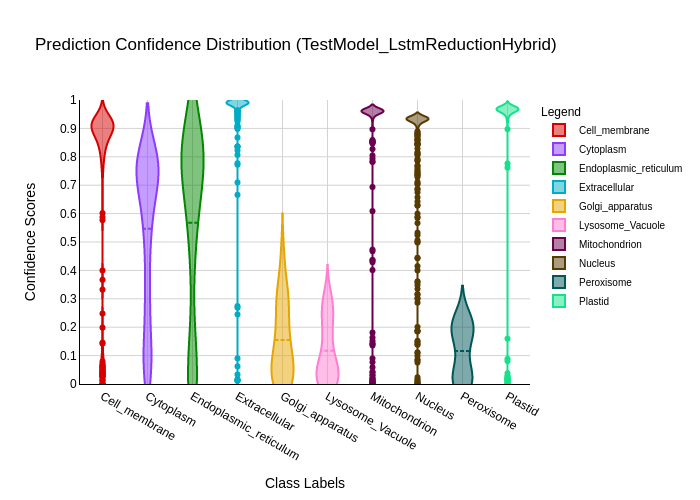 Prediction Confidence Distribution (TestModel_LstmReductionHybrid)
Confidence Scores
1
0.9
0.8
0.7
0.6
0.5
0.4
0.3
0.2
0.1
0
Cell_membrane
Cytoplasm
Endoplasmic_reticulum
Extracellular
Golgi_apparatus
Lysosome_Vacuole
Mitochondrion
Nucleus
Peroxisome
Plastid
Class Labels
Legend
Cell_membrane
Cytoplasm
Endoplasmic_reticulum
Extracellular
Golgi_apparatus
Lysosome_Vacuole
Mitochondrion
Nucleus
Peroxisome
Plastid